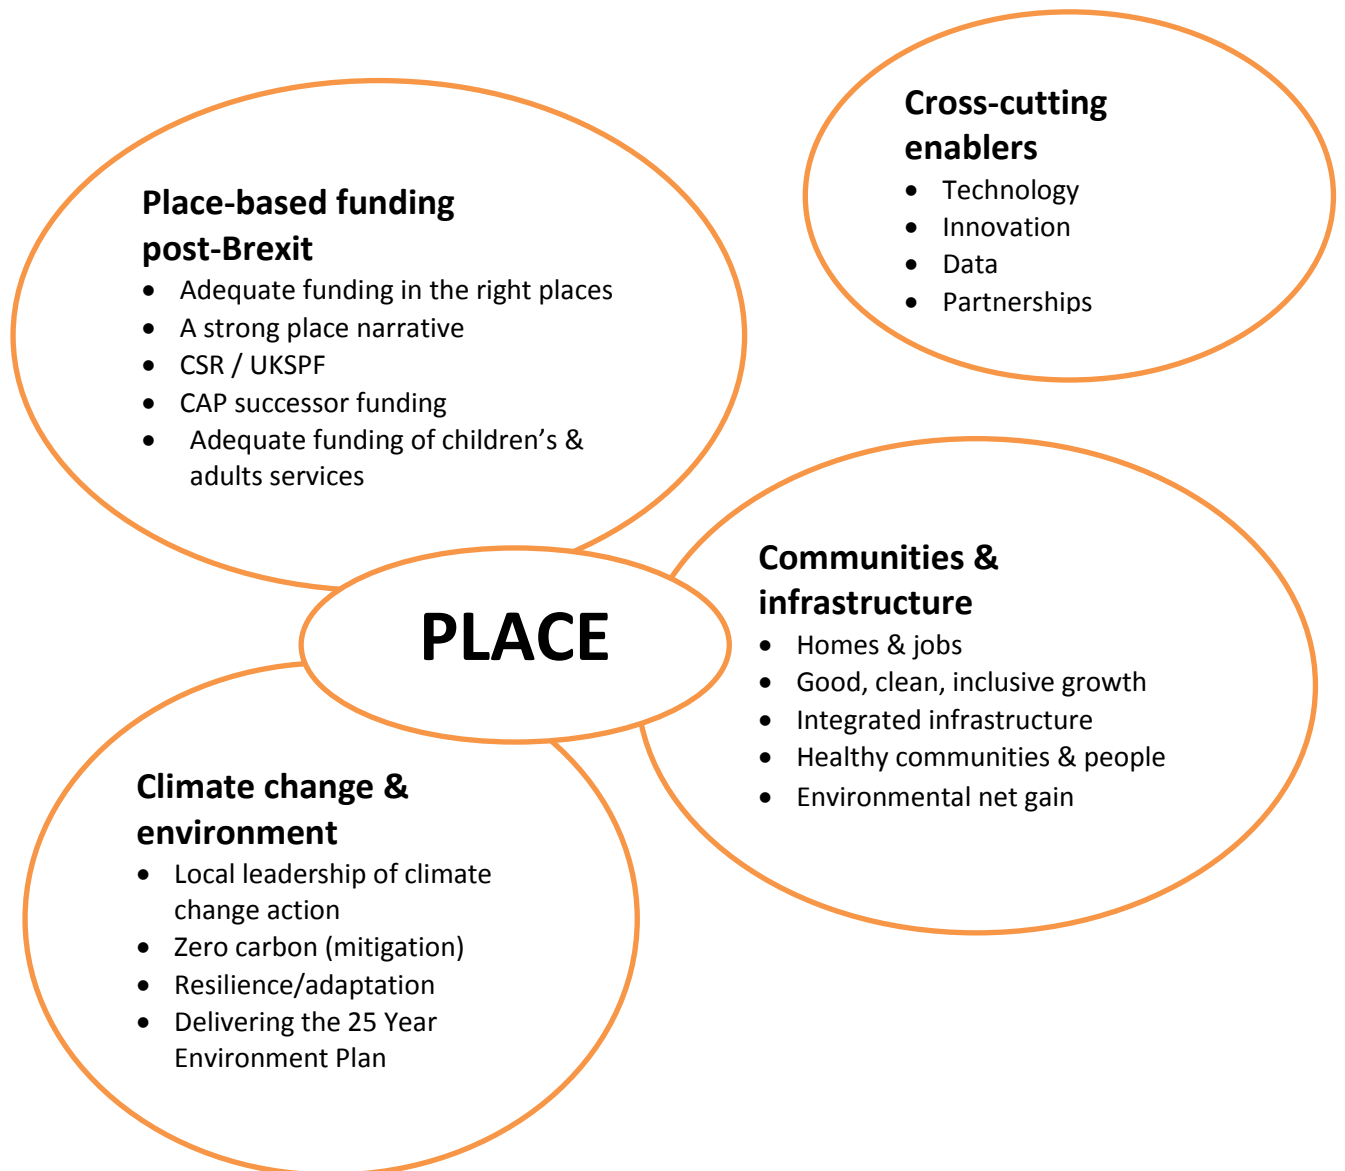 Cross-cutting
enablers
• Technology
• Innovation
• Data
• Partnerships
Place-based funding
post-Brexit
• Adequate funding in the right places
• A strong place narrative
• CSR / UKSPF
• CAP successor funding
• Adequate funding of children’s &
adults services
PLACE
Communities &
infrastructure
• Homes & jobs
• Good, clean, inclusive growth
• Integrated infrastructure
• Healthy communities & people
• Environmental net gain
Climate change &
environment
• Local leadership of climate
change action
• Zero carbon (mitigation)
• Resilience/adaptation
• Delivering the 25 Year
Environment Plan